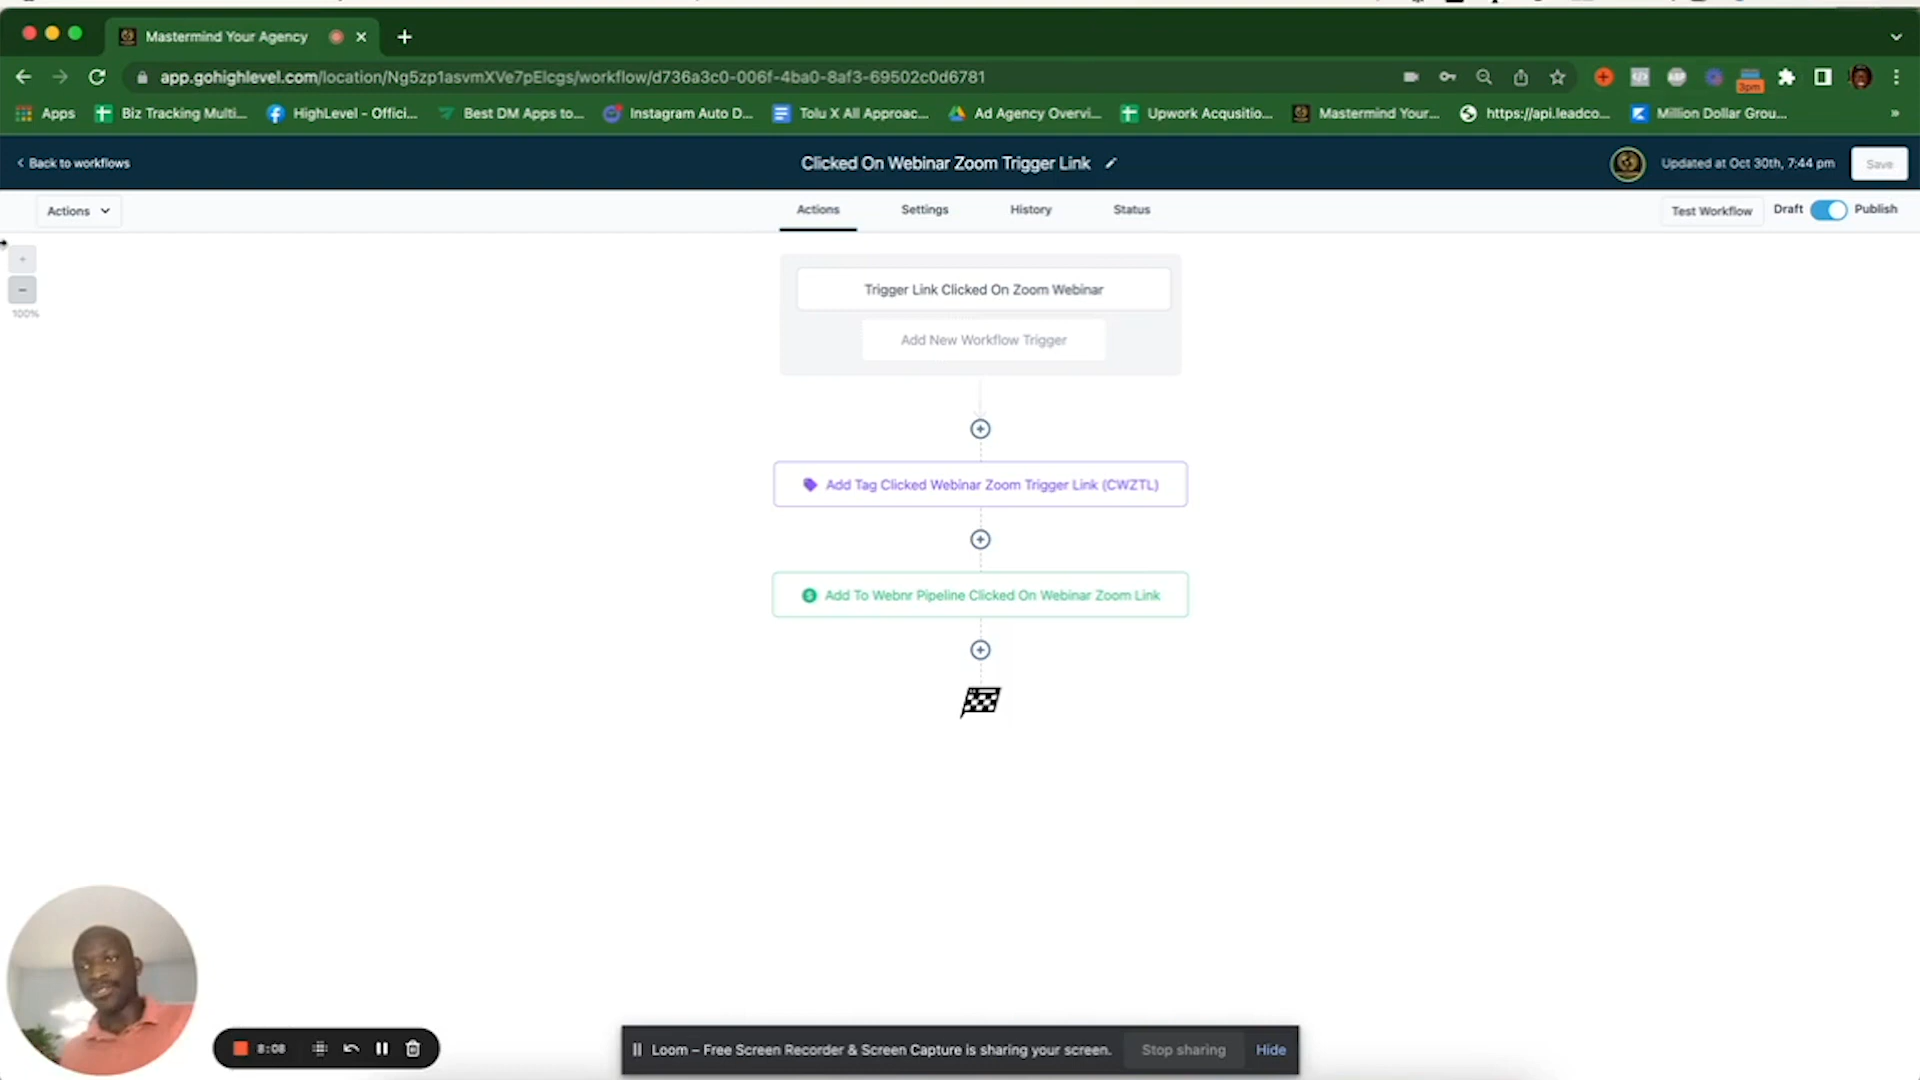 Mastermind Your Agency
app.gohighlevel.com/location/Ng5zp1asvmXVe7pElcgs/workflow/d736a3c0-006f-4ba0-8af3-69502c0d6781
3pm
Apps Biz Tracking Multi... HighLevel - Offici... Best DM Apps to... Instagram Auto D... Tolu X All Approac... Ad Agency Overvi... Upwork Acqusitio... Mastermind Your... https://api.leadco... Million Dollar Grou... »
Back to workflows Clicked On Webinar Zoom Trigger Link Updated at Oct 30th, 7:44 pm Save
Actions Actions Settings History Status Test Workflow Draft Publish
100%
Trigger Link Clicked On Zoom Webinar
Add New Workflow Trigger
Add Tag Clicked Webinar Zoom Trigger Link (CWZTL)
Add To Webnr Pipeline Clicked On Webinar Zoom Link
8:08
Loom – Free Screen Recorder & Screen Capture is sharing your screen. Stop sharing Hide